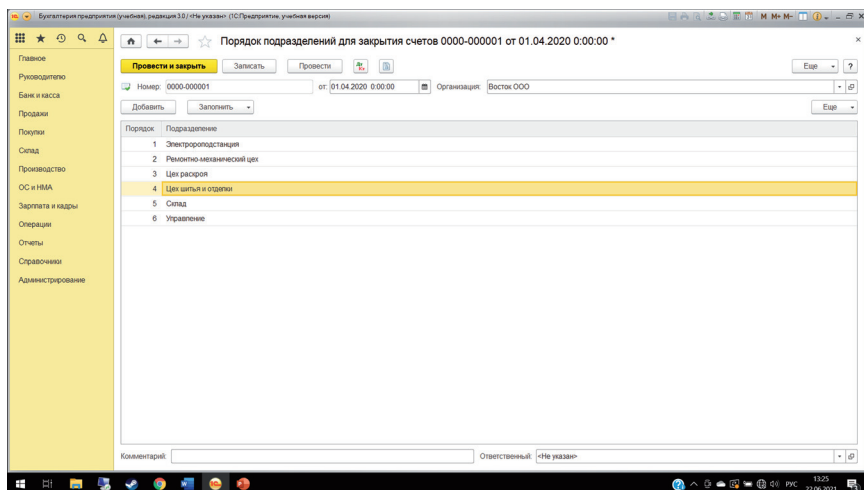 Бухгалтерия предприятия (учебная), редакция 3.0 / <Не указан> (1С:Предприятие, учебная версия)
M M+ M-
Порядок подразделений для закрытия счетов 0000-000001 от 01.04.2020 0:00:00 *
Главное
Руководителю
Банк и касса
Продажи
Покупки
Склад
Производство
ОС и НМА
Зарплата и кадры
Операции
Отчеты
Справочники
Администрирование
Провести и закрыть Записать Провести Еще ?
Номер: 0000-000001 от: 01.04.2020 0:00:00 Организация: Восток ООО
Добавить Заполнить Еще
Порядок Подразделение
1 Электророподстанция
2 Ремонтно-механический цех
3 Цех раскроя
4 Цех шитья и отделки
5 Склад
6 Управление
Комментарий: Ответственный: <Не указан>
РУС 13:25
22.06.2021